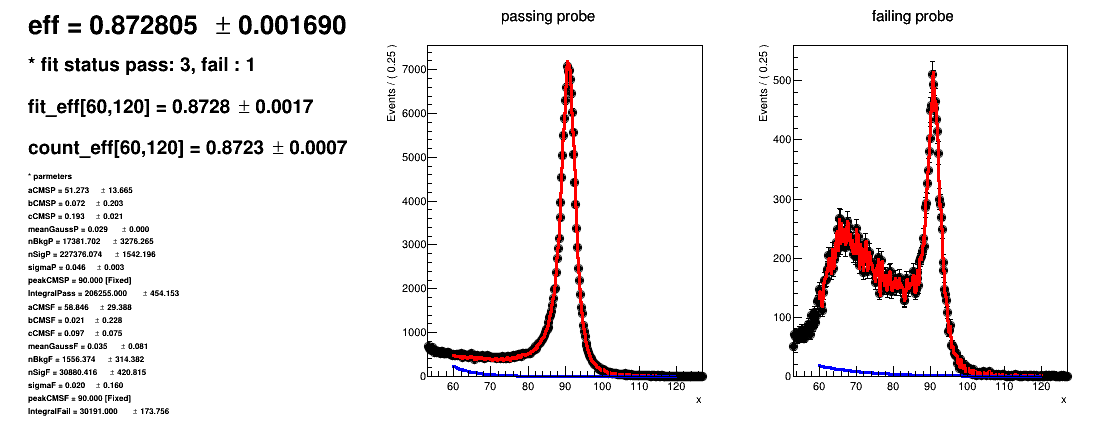 eff = 0.872805 ± 0.001690
* fit status pass: 3, fail : 1
fit_eff[60,120] = 0.8728 ± 0.0017
count_eff[60,120] = 0.8723 ± 0.0007
* parmeters
aCMSP = 51.273 ± 13.665
bCMSP = 0.072 ± 0.203
cCMSP = 0.193 ± 0.021
meanGaussP = 0.029 ± 0.000
nBkgP = 17381.702 ± 3276.265
nSigP = 227376.074 ± 1542.196
sigmaP = 0.046 ± 0.003
peakCMSP = 90.000 [Fixed]
IntegralPass = 206255.000 ± 454.153
aCMSF = 58.846 ± 29.388
bCMSF = 0.021 ± 0.228
cCMSF = 0.097 ± 0.075
meanGaussF = 0.035 ± 0.081
nBkgF = 1556.374 ± 314.382
nSigF = 30880.416 ± 420.815
sigmaF = 0.020 ± 0.160
peakCMSF = 90.000 [Fixed]
IntegralFail = 30191.000 ± 173.756
passing probe
Events / ( 0.25 )
7000
6000
5000
4000
3000
2000
1000
0
60 70 80 90 100 110 120
x
failing probe
Events / ( 0.25 )
500
400
300
200
100
0
60 70 80 90 100 110 120
x